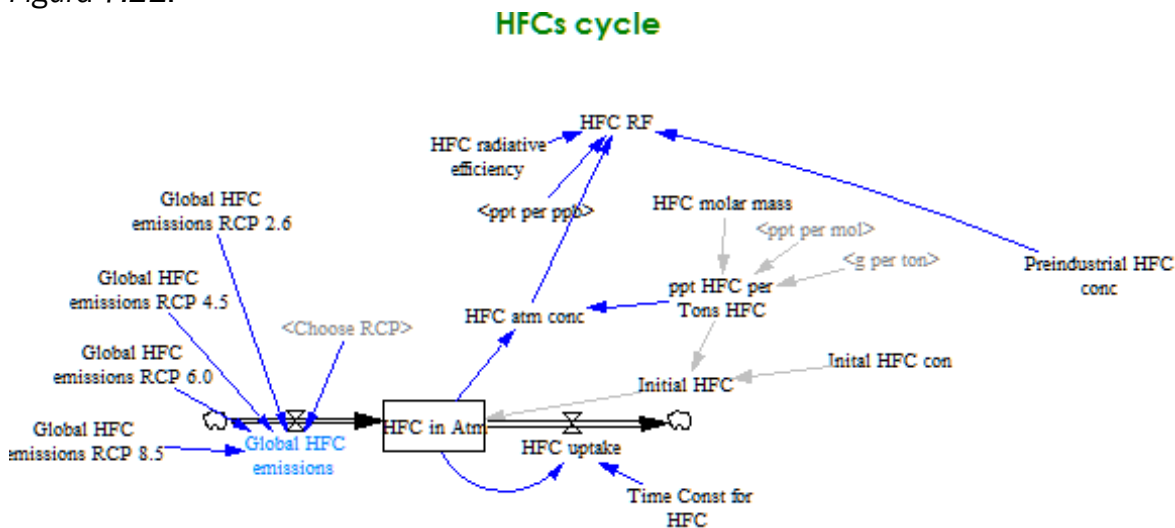 HFCs cycle
HFC RF
HFC radiative
efficiency
<ppt per ppb>
Global HFC
emissions RCP 2.6
HFC molar mass
<ppt per mol>
<g per ton>
Preindustrial HFC
conc
Global HFC
emissions RCP 4.5
ppt HFC per
Tons HFC
HFC atm conc
<Choose RCP>
Global HFC
emissions RCP 6.0
Inital HFC con
Initial HFC
Global HFC
emissions RCP 8.5
Global HFC
emissions
HFC in Atm
HFC uptake
Time Const for
HFC